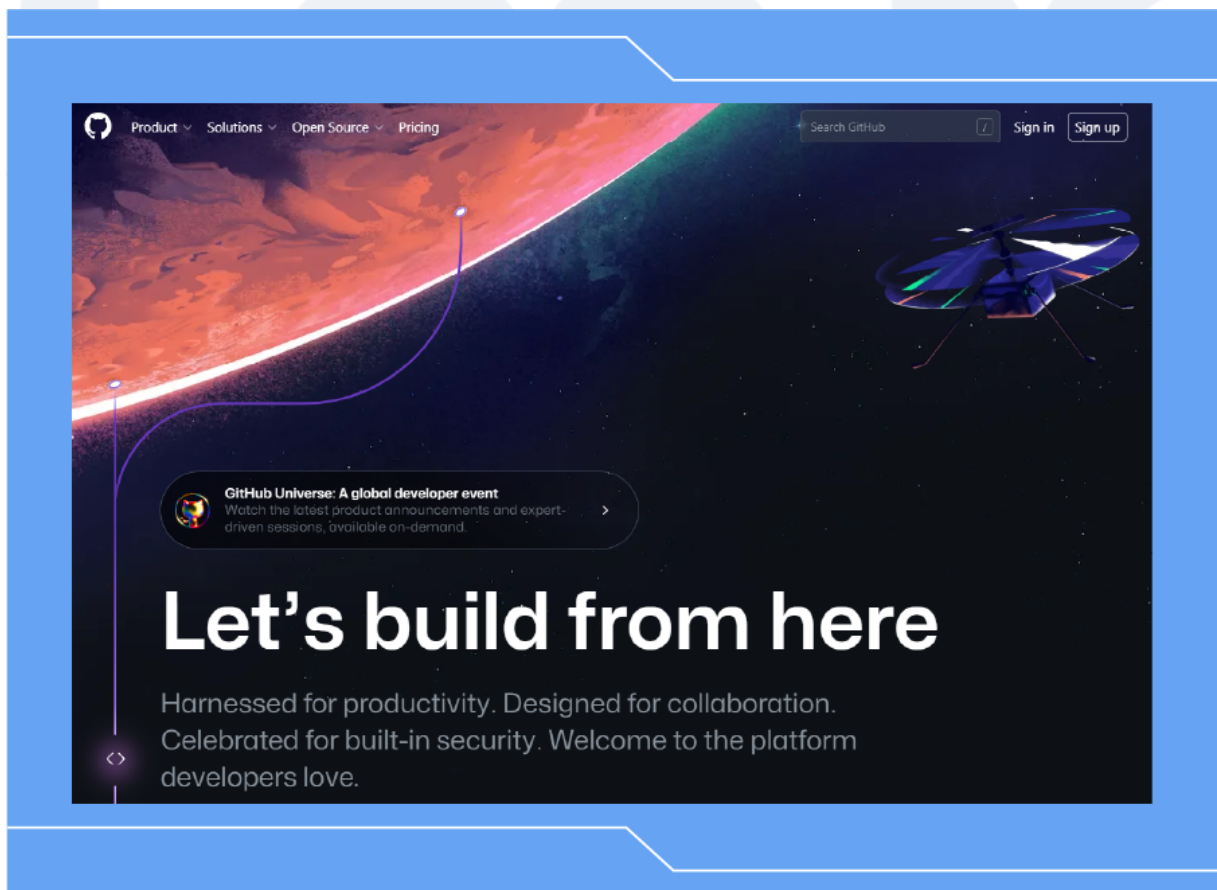 Product Solutions Open Source Pricing Search GitHub / Sign in Sign up
GitHub Universe: A global developer event
Watch the latest product announcements and expert-
driven sessions, available on-demand.
Let's build from here
Harnessed for productivity. Designed for collaboration.
Celebrated for built-in security. Welcome to the platform
developers love.